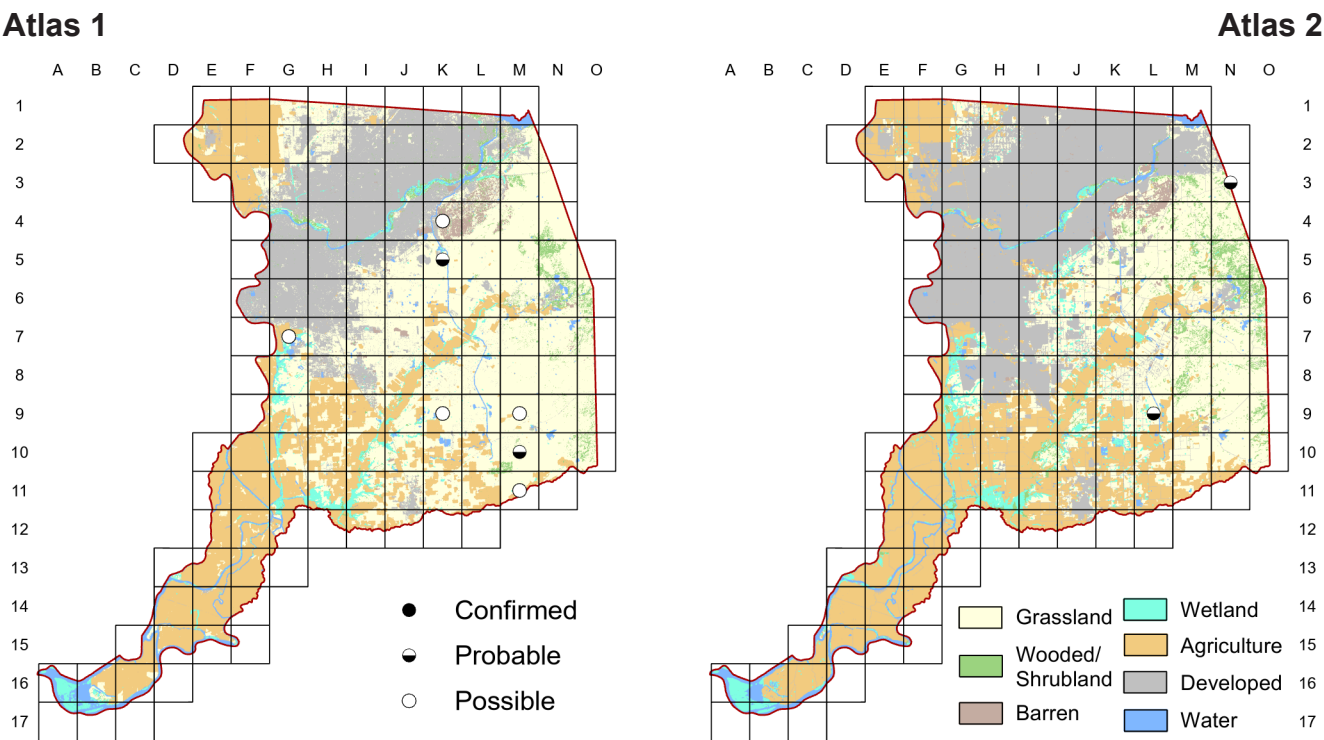 Atlas 1
Atlas 2
A B C D E F G H I J K L M N O
A B C D E F G H I J K L M N O
1
2
3
4
5
6
7
8
9
10
11
12
13
14
15
16
17
Confirmed
Probable
Possible
Grassland
Wooded/
Shrubland
Barren
Wetland
Agriculture
Developed
Water
1
2
3
4
5
6
7
8
9
10
11
12
13
14
15
16
17